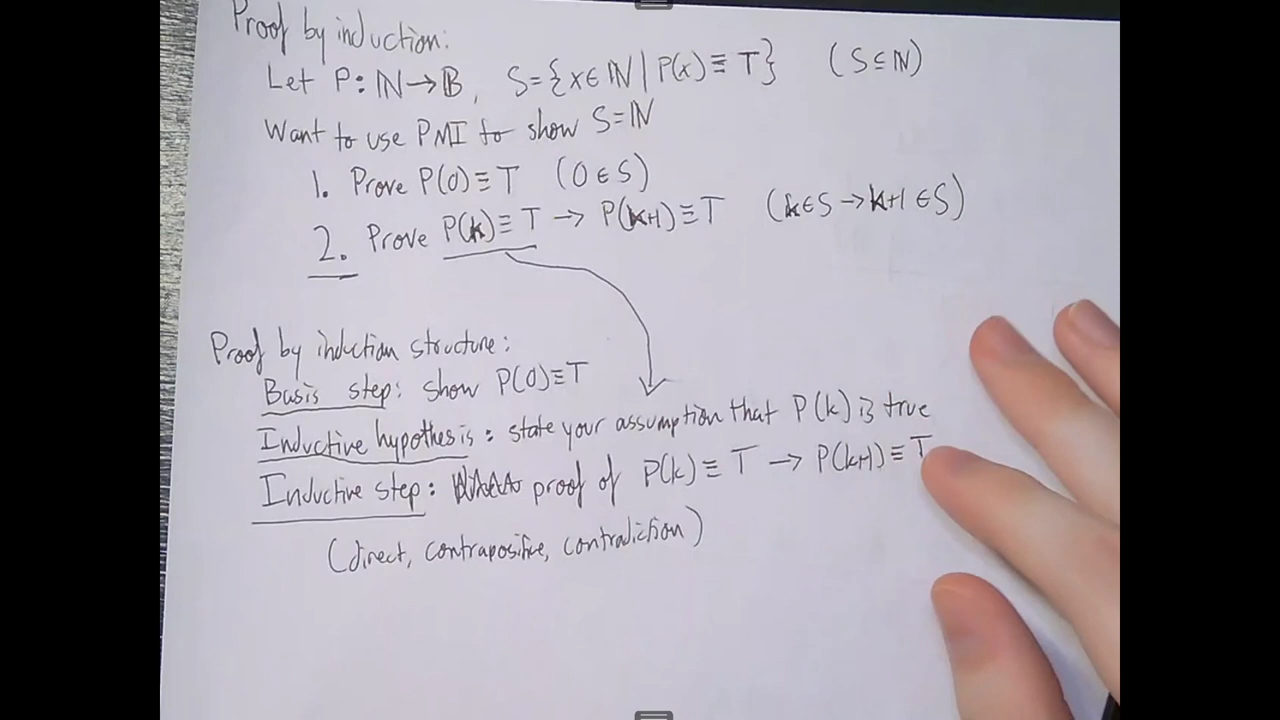 Proof by induction:
Let P: ℕ→𝔹, S={x∈ℕ | P(x)≡T} (S⊆ℕ)
Want to use PMI to show S=ℕ
1. Prove P(0)≡T (0∈S)
2. Prove P(k)≡T → P(k+1)≡T (k∈S→k+1∈S)
Proof by induction structure:
Basis step: show P(0)≡T
Inductive hypothesis: state your assumption that P(k) is true
Inductive step: proof of P(k)≡T → P(k+1)≡T
(direct, contrapositive, contradiction)